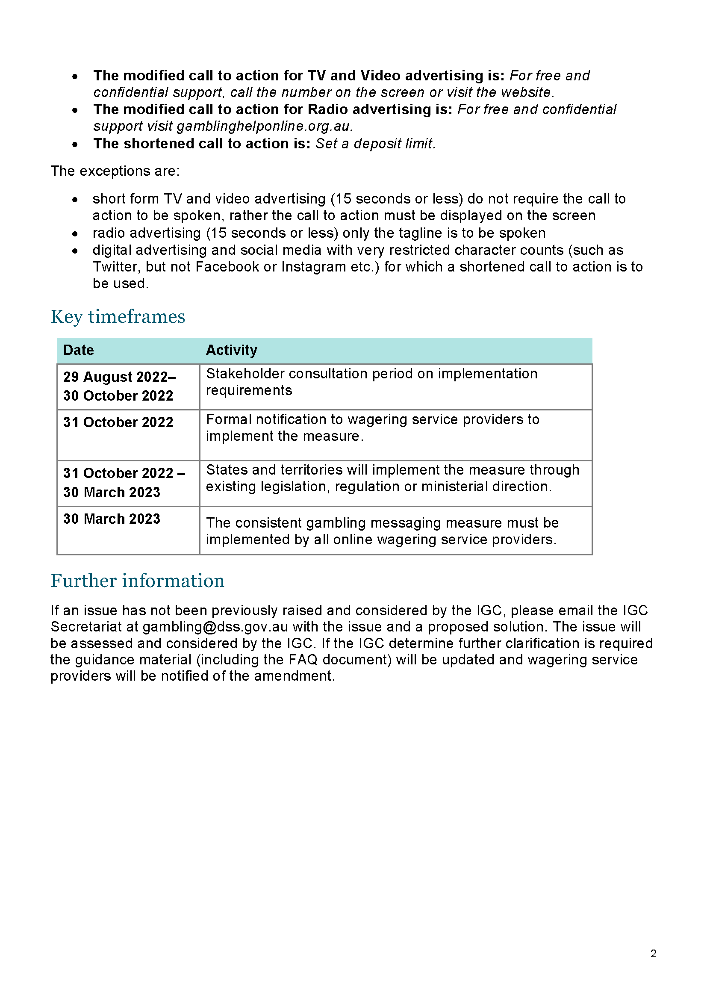 • The modified call to action for TV and Video advertising is: For free and
confidential support, call the number on the screen or visit the website.
• The modified call to action for Radio advertising is: For free and confidential
support visit gamblinghelponline.org.au.
• The shortened call to action is: Set a deposit limit.
The exceptions are:
• short form TV and video advertising (15 seconds or less) do not require the call to
action to be spoken, rather the call to action must be displayed on the screen
• radio advertising (15 seconds or less) only the tagline is to be spoken
• digital advertising and social media with very restricted character counts (such as
Twitter, but not Facebook or Instagram etc.) for which a shortened call to action is to
be used.
Key timeframes
Date Activity
29 August 2022–
30 October 2022
Stakeholder consultation period on implementation
requirements
31 October 2022
Formal notification to wagering service providers to
implement the measure.
31 October 2022 –
30 March 2023
States and territories will implement the measure through
existing legislation, regulation or ministerial direction.
30 March 2023
The consistent gambling messaging measure must be
implemented by all online wagering service providers.
Further information
If an issue has not been previously raised and considered by the IGC, please email the IGC
Secretariat at gambling@dss.gov.au with the issue and a proposed solution. The issue will
be assessed and considered by the IGC. If the IGC determine further clarification is required
the guidance material (including the FAQ document) will be updated and wagering service
providers will be notified of the amendment.
2